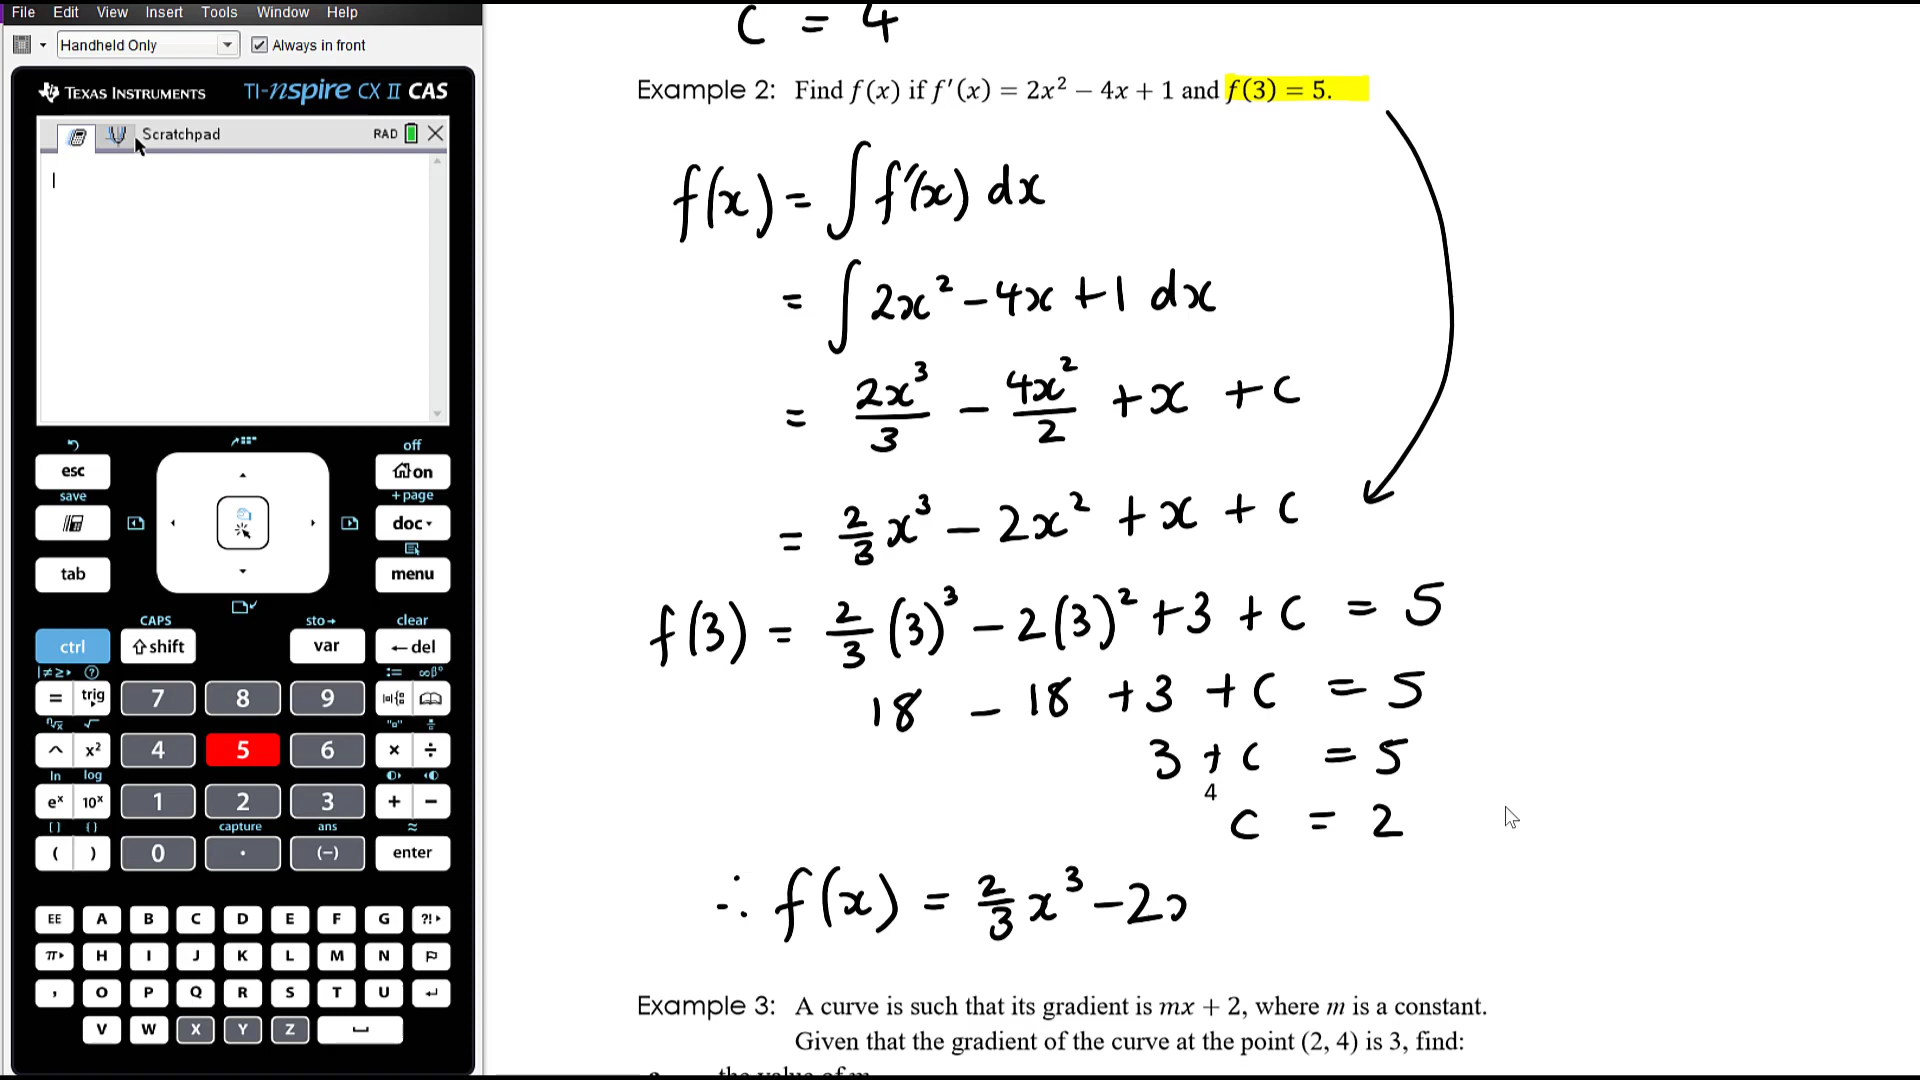 File Edit View Insert Tools Window Help
Handheld Only Always in front
TEXAS INSTRUMENTS TI-nspire CX II CAS
Scratchpad RAD
off
esc on
save +page
doc
tab menu
CAPS sto→ clear
ctrl ⇧shift var ←del
|≠≥▸ ? := ∞β°
= trig 7 8 9 |□|{
ⁿ√x √ "□" ÷
^ x² 4 5 6 × ÷
ln log
eˣ 10ˣ 1 2 3 + −
[ ] { } capture ans ≈
( ) 0 . (−) enter
EE A B C D E F G ?!▸
π▸ H I J K L M N
, O P Q R S T U ↵
V W X Y Z
C = 4
Example 2: Find f(x) if f′(x) = 2x² − 4x + 1 and f(3) = 5.
f(x) = ∫ f′(x) dx
= ∫ 2x² − 4x + 1 dx
= 2x³/3 − 4x²/2 + x + c
= 2/3 x³ − 2x² + x + c
f(3) = 2/3 (3)³ − 2(3)² + 3 + c = 5
18 − 18 + 3 + c = 5
3 + c = 5
4
c = 2
∴ f(x) = 2/3 x³ − 2
Example 3: A curve is such that its gradient is mx + 2, where m is a constant.
Given that the gradient of the curve at the point (2, 4) is 3, find:
the value of m